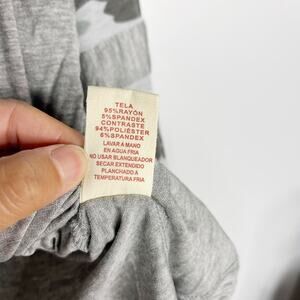 TELA
95%RAYÓN
5%SPANDEX
CONTRASTE
94%POLIÉSTER
6%SPANDEX
LAVAR A MANO
EN AGUA FRIA
NO USAR BLANQUEADOR
SECAR EXTENDIDO
PLANCHADO A
TEMPERATURA FRIA